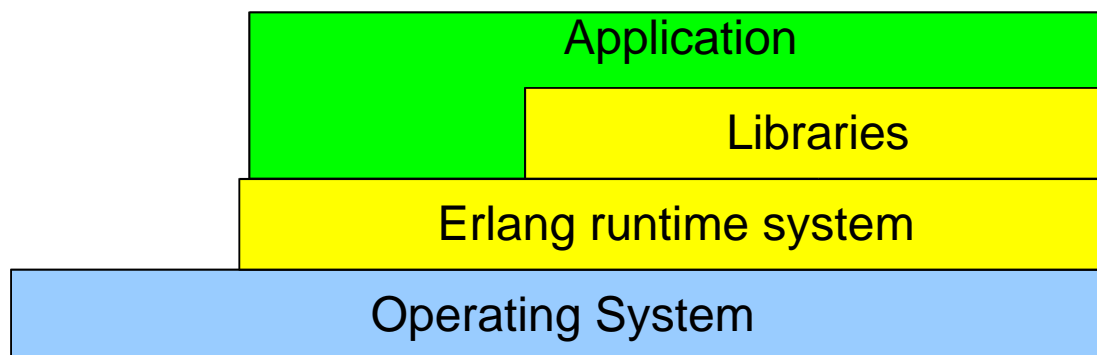 Application
Libraries
Erlang runtime system
Operating System